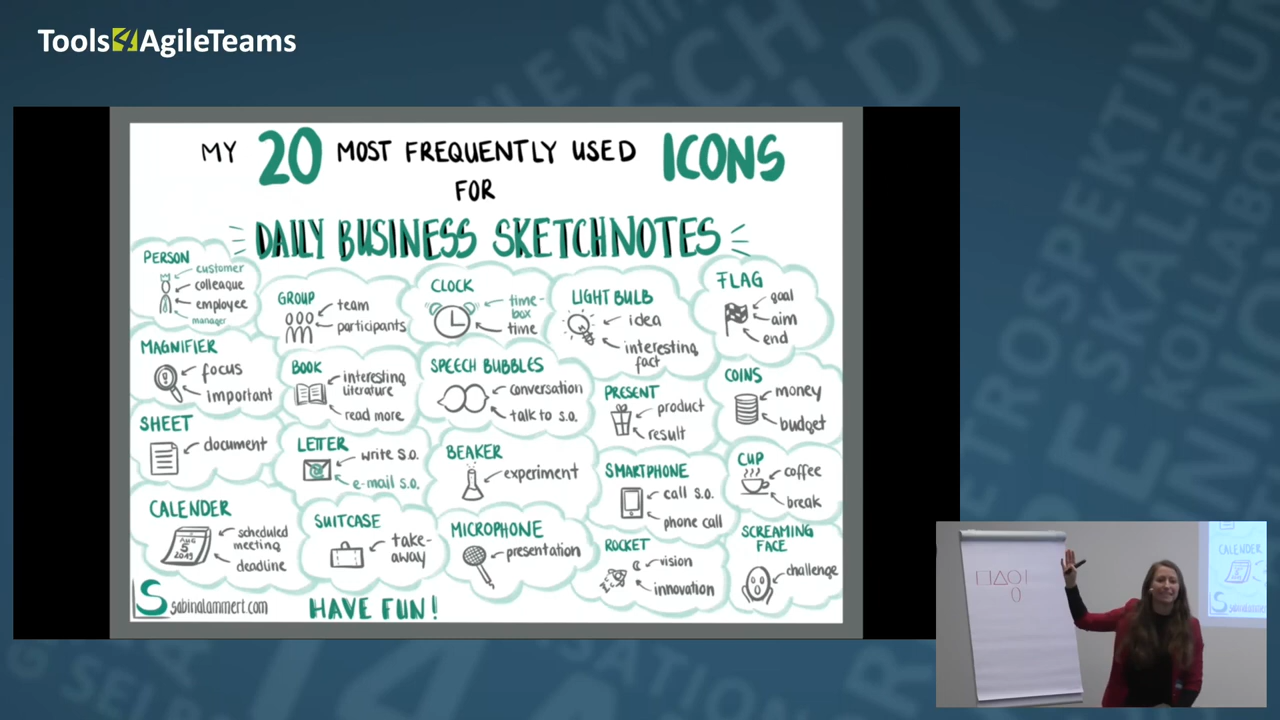 Tools4AgileTeams
MY 20 MOST FREQUENTLY USED ICONS
FOR
DAILY BUSINESS SKETCHNOTES
PERSON
customer
colleague
employee
manager
GROUP
team
participants
CLOCK
time-
box
time
LIGHT BULB
idea
interesting
fact
FLAG
goal
aim
end
MAGNIFIER
focus
important
BOOK
interesting
literature
read more
SPEECH BUBBLES
conversation
talk to s.o.
PRESENT
product
result
COINS
money
budget
SHEET
document
LETTER
write s.o.
e-mail s.o.
BEAKER
experiment
SMARTPHONE
call s.o.
phone call
CUP
coffee
break
CALENDER
AUG
5
2019
scheduled
meeting
deadline
SUITCASE
take-
away
MICROPHONE
presentation
ROCKET
vision
innovation
SCREAMING
FACE
challenge
S sabinalammert.com
HAVE FUN!
CALENDER